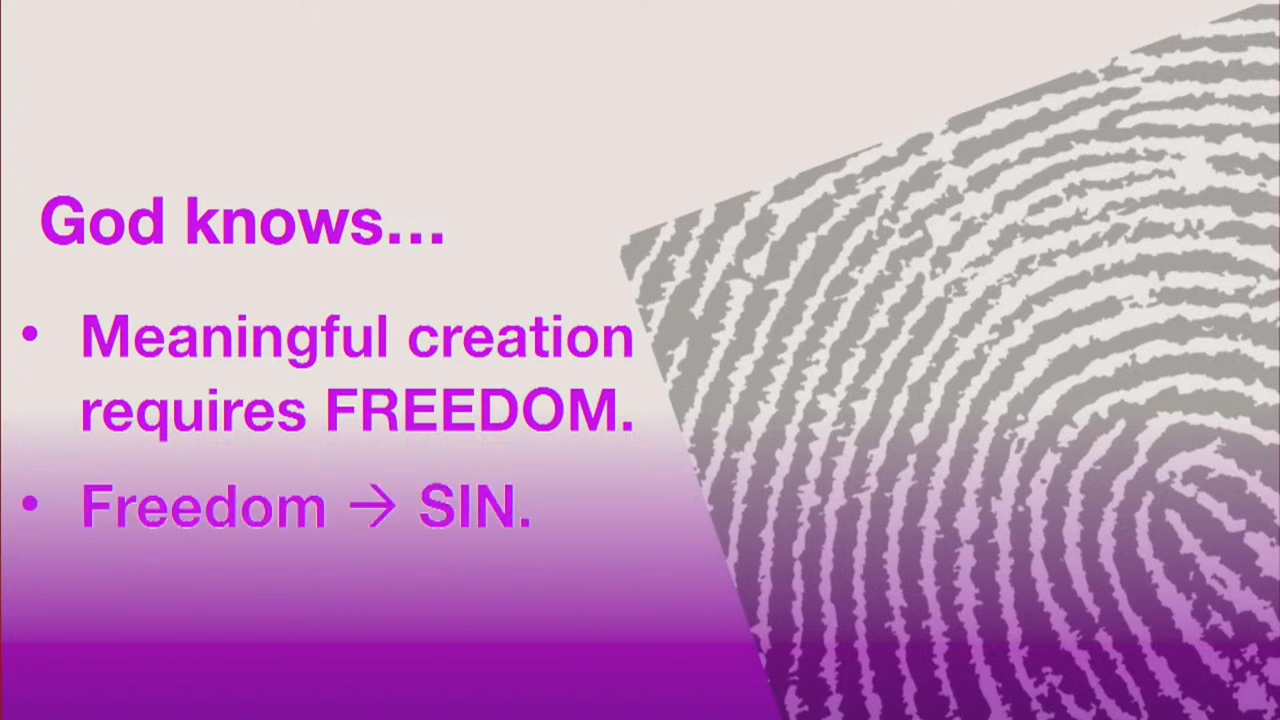 God knows...
• Meaningful creation
requires FREEDOM.
• Freedom → SIN.